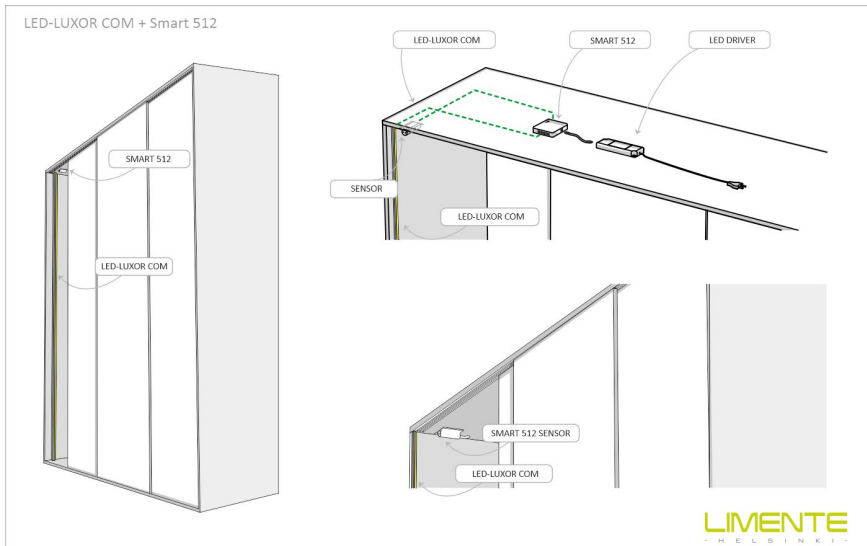 LED-LUXOR COM + Smart 512
LED-LUXOR COM
SMART 512
LED DRIVER
SMART 512
SENSOR
LED-LUXOR COM
LED-LUXOR COM
SMART 512 SENSOR
LED-LUXOR COM
LIMENTE
· HELSINKI ·